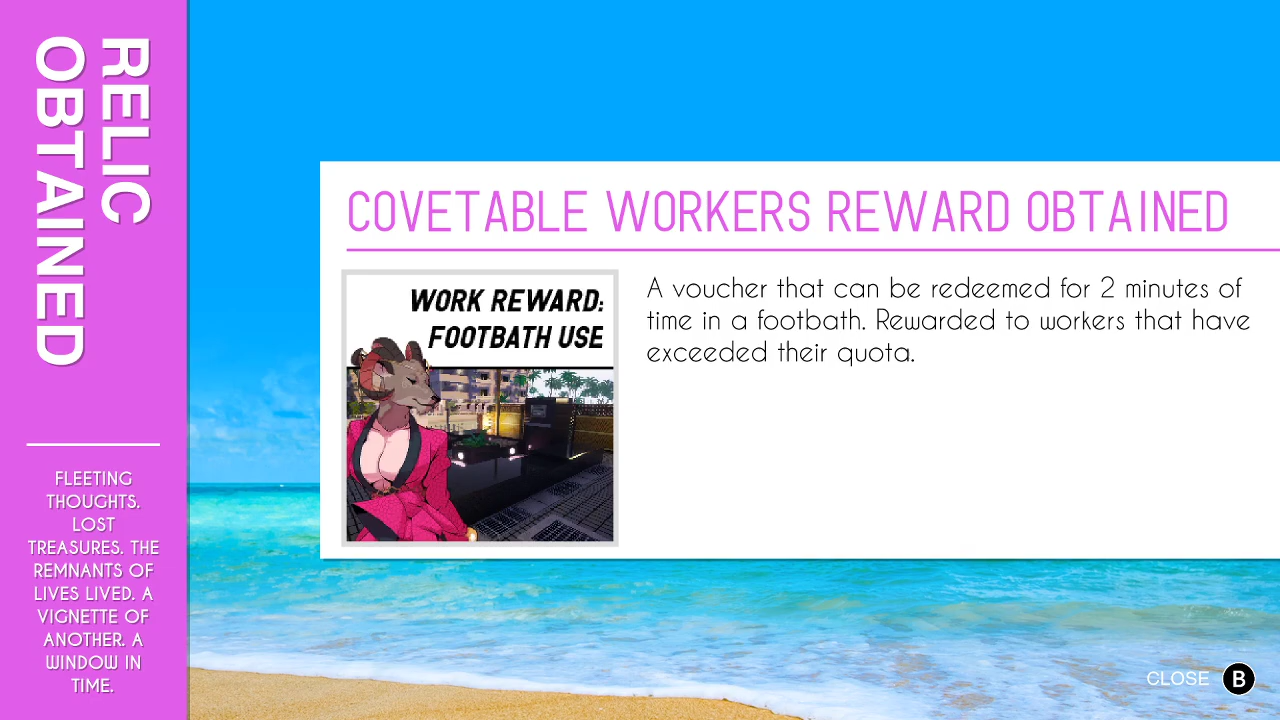 RELIC
OBTAINED
FLEETING
THOUGHTS.
LOST
TREASURES. THE
REMNANTS OF
LIVES LIVED. A
VIGNETTE OF
ANOTHER. A
WINDOW IN
TIME.
COVETABLE WORKERS REWARD OBTAINED
WORK REWARD:
FOOTBATH USE
A voucher that can be redeemed for 2 minutes of
time in a footbath. Rewarded to workers that have
exceeded their quota.
CLOSE B